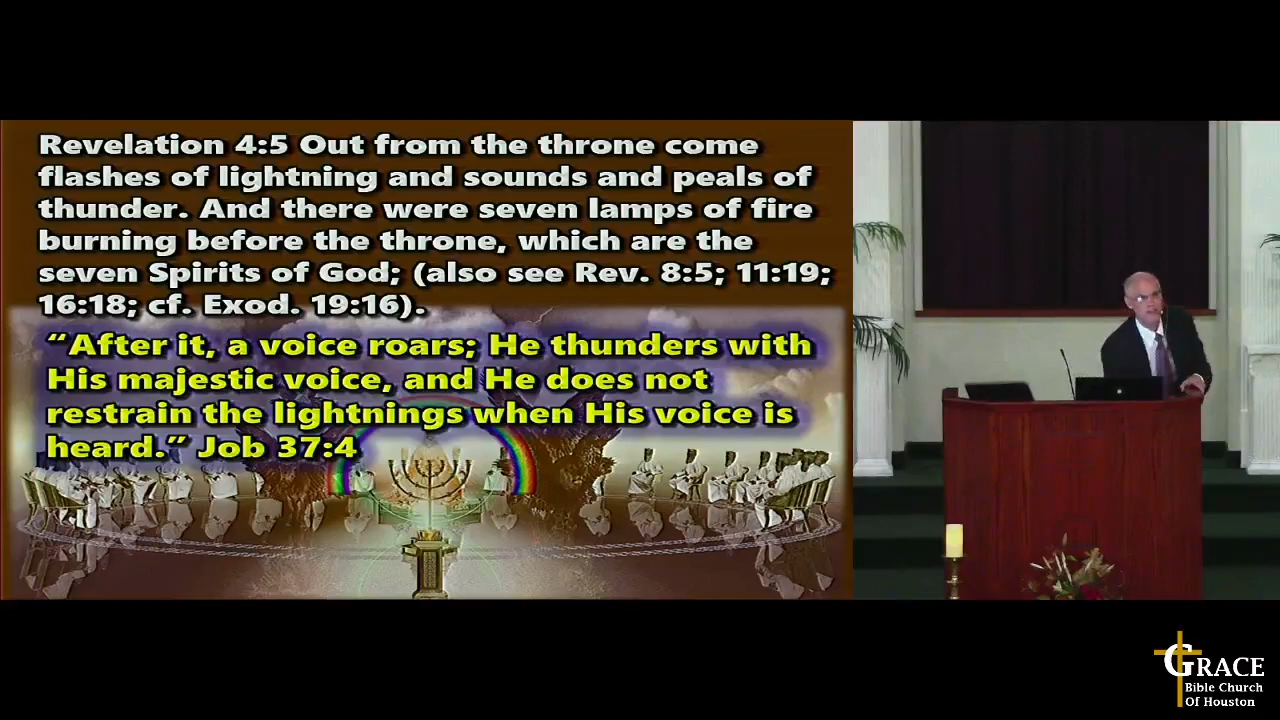 Revelation 4:5 Out from the throne come
flashes of lightning and sounds and peals of
thunder. And there were seven lamps of fire
burning before the throne, which are the
seven Spirits of God; (also see Rev. 8:5; 11:19;
16:18; cf. Exod. 19:16).
“After it, a voice roars; He thunders with
His majestic voice, and He does not
restrain the lightnings when His voice is
heard.” Job 37:4
GRACE
Bible Church
Of Houston